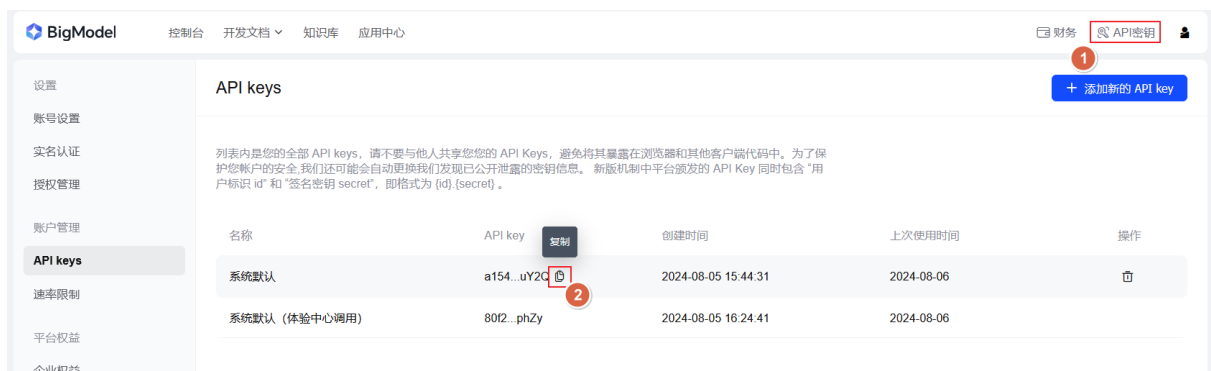 BigModel 控制台 开发文档 知识库 应用中心 财务 API密钥
1
设置
API keys
+ 添加新的 API key
账号设置
实名认证
授权管理
列表内是您的全部 API keys，请不要与他人共享您您的 API Keys，避免将其暴露在浏览器和其他客户端代码中。为了保
护您帐户的安全,我们还可能会自动更换我们发现已公开泄露的密钥信息。 新版机制中平台颁发的 API Key 同时包含 “用
户标识 id” 和 “签名密钥 secret”，即格式为 {id}.{secret} 。
账户管理
API keys
速率限制
平台权益
企业权益
名称 API key 创建时间 上次使用时间 操作
复制
系统默认 a154...uY2Q 2024-08-05 15:44:31 2024-08-06
2
系统默认（体验中心调用） 80f2...phZy 2024-08-05 16:24:41 2024-08-06